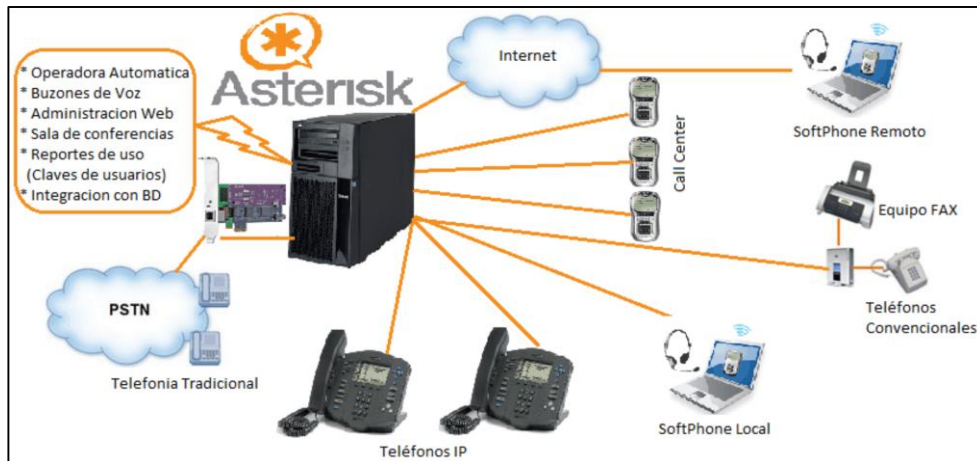 * Operadora Automatica
* Buzones de Voz
* Administracion Web
* Sala de conferencias
* Reportes de uso
(Claves de usuarios)
* Integracion con BD
Asterisk
Internet
SoftPhone Remoto
Call Center
Equipo FAX
Teléfonos
Convencionales
PSTN
Telefonia Tradicional
Teléfonos IP
SoftPhone Local